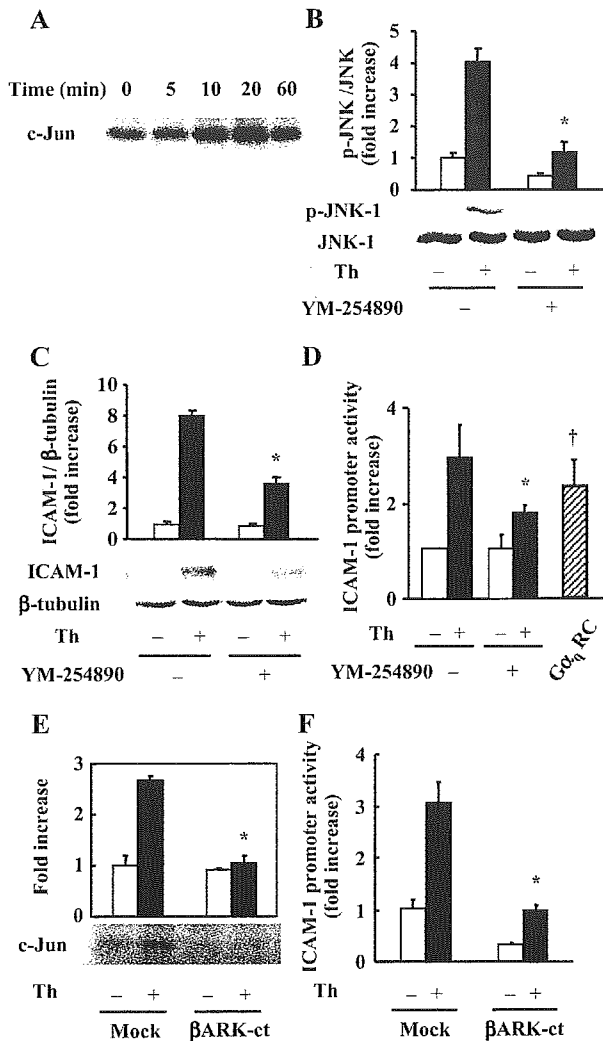 A
Time (min) 0 5 10 20 60
c-Jun
B
p-JNK /JNK
(fold increase)
5
4
3
2
1
0
*
p-JNK-1
JNK-1
Th – + – +
YM-254890 – +
C
ICAM-1/ β-tubulin
(fold increase)
10
8
6
4
2
0
*
ICAM-1
β-tubulin
Th – + – +
YM-254890 – +
D
ICAM-1 promoter activity
(fold increase)
4
2
0
*
†
Th – + – +
YM-254890 – +
Gαq RC
E
Fold increase
3
2
1
0
*
c-Jun
Th – + – +
Mock βARK-ct
F
ICAM-1 promoter activity
(fold increase)
4
3
2
1
0
*
Th – + – +
Mock βARK-ct